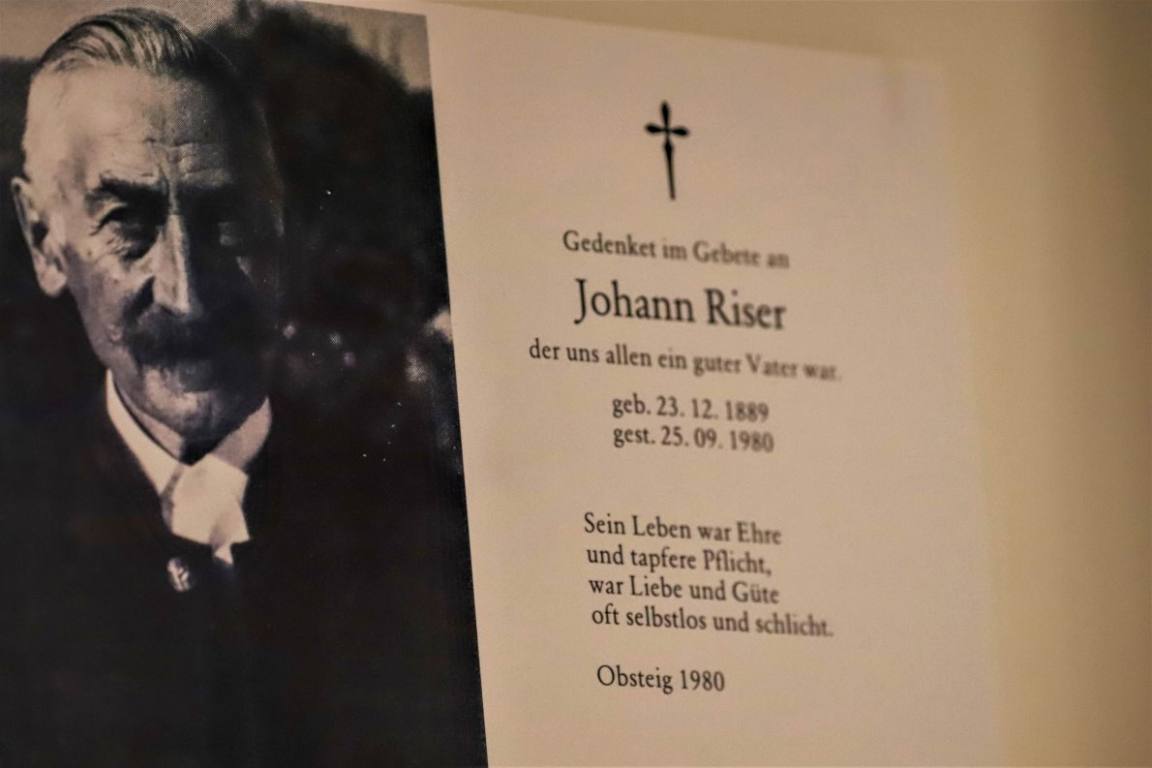 Gedenket im Gebete an
Johann Riser
der uns allen ein guter Vater war.
geb. 23. 12. 1889
gest. 25. 09. 1980
Sein Leben war Ehre
und tapfere Pflicht,
war Liebe und Güte
oft selbstlos und schlicht.
Obsteig 1980